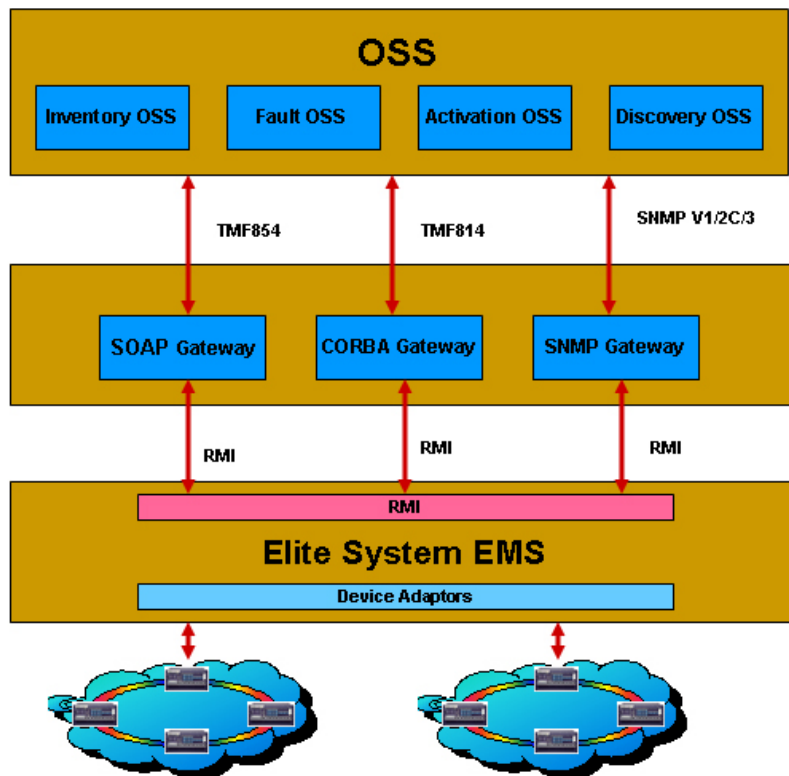 OSS
Inventory OSS
Fault OSS
Activation OSS
Discovery OSS
TMF854
TMF814
SNMP V1/2C/3
SOAP Gateway
CORBA Gateway
SNMP Gateway
RMI
RMI
RMI
RMI
Elite System EMS
Device Adaptors